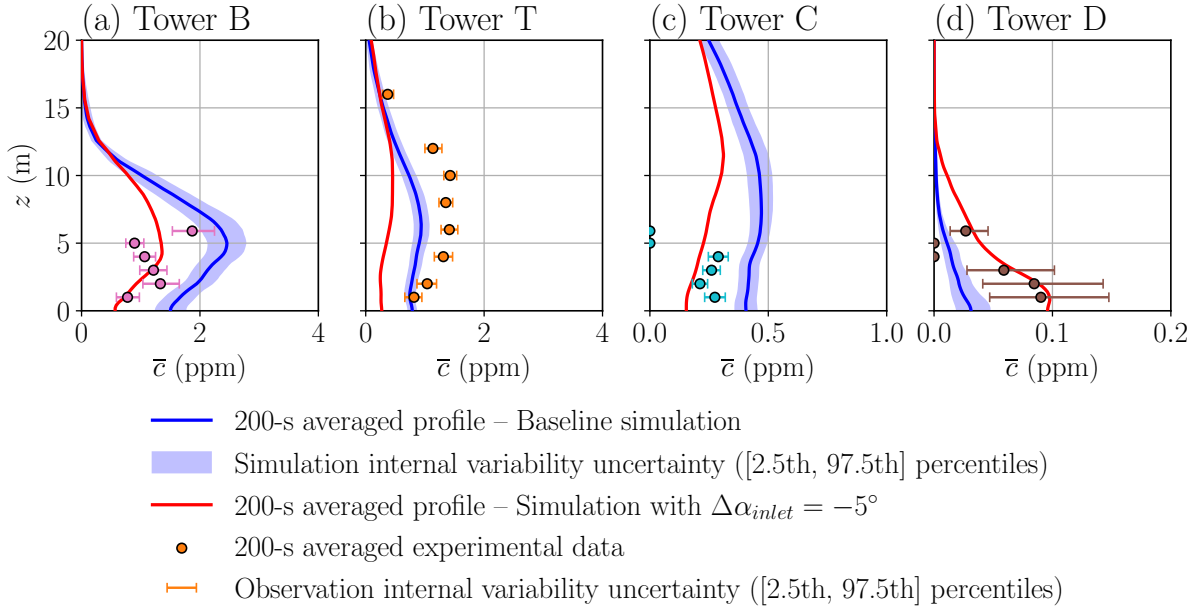 (a) Tower B (b) Tower T (c) Tower C (d) Tower D
20
15
10
5
0
z (m)
0 2 4 0 2 4 0.0 0.5 1.0 0.0 0.1 0.2
c̅ (ppm) c̅ (ppm) c̅ (ppm) c̅ (ppm)
200-s averaged profile – Baseline simulation
Simulation internal variability uncertainty ([2.5th, 97.5th] percentiles)
200-s averaged profile – Simulation with Δα_inlet = −5°
200-s averaged experimental data
Observation internal variability uncertainty ([2.5th, 97.5th] percentiles)